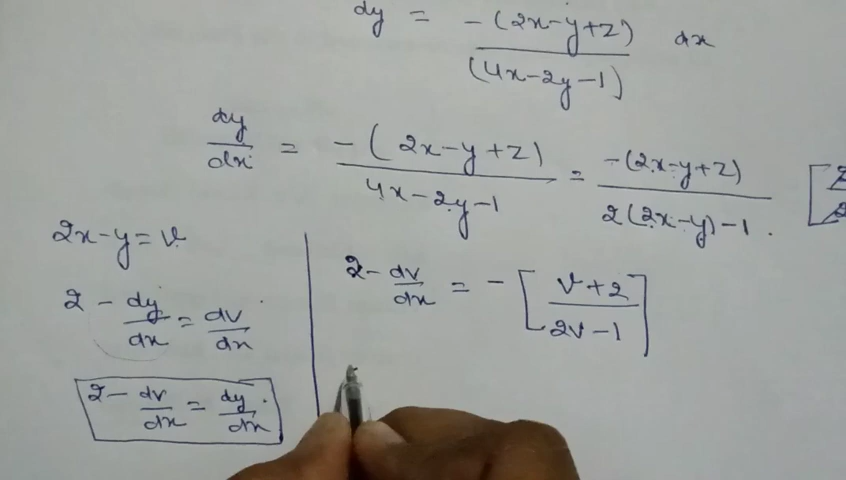 dy = -(2x-y+2)/(4x-2y-1) dx
dy/dx = -(2x-y+2)/(4x-2y-1) = -(2x-y+2)/(2(2x-y)-1).
2x-y=v
2 - dy/dx = dv/dx
2 - dv/dx = dy/dx.
2 - dv/dx = -[(v+2)/(2v-1)]